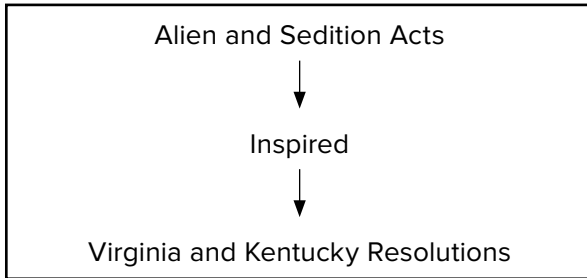 Alien and Sedition Acts
Inspired
Virginia and Kentucky Resolutions